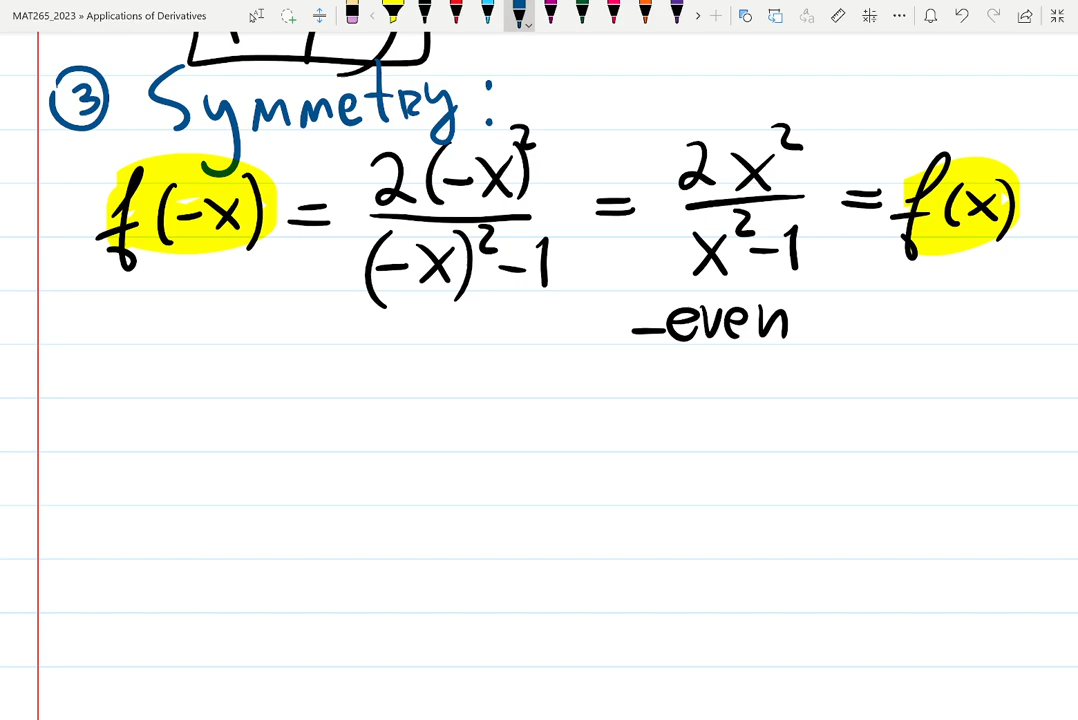 MAT265_2023 » Applications of Derivatives
③ Symmetry:
f(-x) = 2(-x)²/((-x)²-1) = 2x²/(x²-1) = f(x)
- even